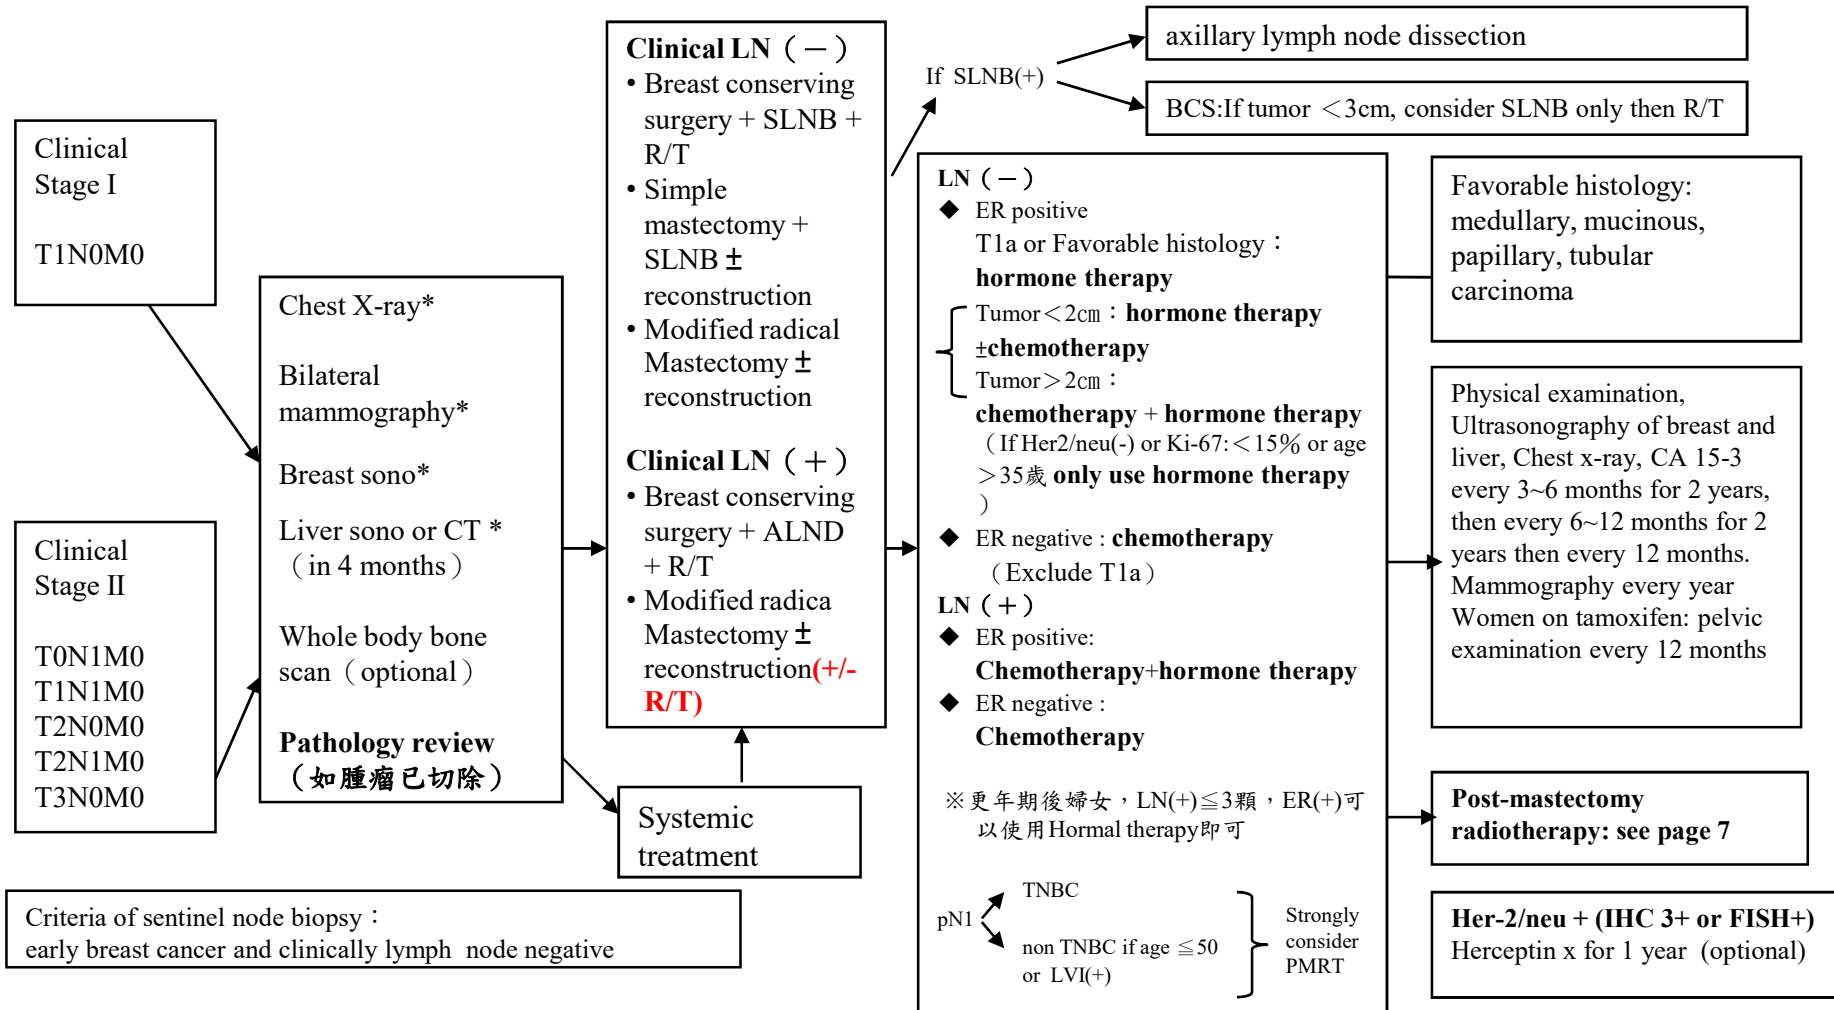 Clinical
Stage I
T1N0M0
Clinical
Stage II
T0N1M0
T1N1M0
T2N0M0
T2N1M0
T3N0M0
Chest X-ray*
Bilateral
mammography*
Breast sono*
Liver sono or CT *
（in 4 months）
Whole body bone
scan（optional）
Pathology review
（如腫瘤已切除）
Clinical LN（－）
• Breast conserving
surgery + SLNB +
R/T
• Simple
mastectomy +
SLNB ±
reconstruction
• Modified radical
Mastectomy ±
reconstruction
Clinical LN（＋）
• Breast conserving
surgery + ALND
+ R/T
• Modified radica
Mastectomy ±
reconstruction(+/-
R/T)
Systemic
treatment
If SLNB(+)
axillary lymph node dissection
BCS:If tumor ＜3cm, consider SLNB only then R/T
LN（－）
◆ ER positive
T1a or Favorable histology：
hormone therapy
Tumor＜2㎝：hormone therapy
±chemotherapy
Tumor＞2㎝：
chemotherapy + hormone therapy
（If Her2/neu(-) or Ki-67:＜15％ or age
＞35歲 only use hormone therapy
）
◆ ER negative : chemotherapy
（Exclude T1a）
LN（＋）
◆ ER positive:
Chemotherapy+hormone therapy
◆ ER negative :
Chemotherapy
※更年期後婦女，LN(+)≦3顆，ER(+)可
以使用Hormal therapy即可
pN1
TNBC
non TNBC if age ≦50
or LVI(+)
Strongly
consider
PMRT
Favorable histology:
medullary, mucinous,
papillary, tubular
carcinoma
Physical examination,
Ultrasonography of breast and
liver, Chest x-ray, CA 15-3
every 3~6 months for 2 years,
then every 6~12 months for 2
years then every 12 months.
Mammography every year
Women on tamoxifen: pelvic
examination every 12 months
Post-mastectomy
radiotherapy: see page 7
Her-2/neu + (IHC 3+ or FISH+)
Herceptin x for 1 year (optional)
Criteria of sentinel node biopsy：
early breast cancer and clinically lymph node negative